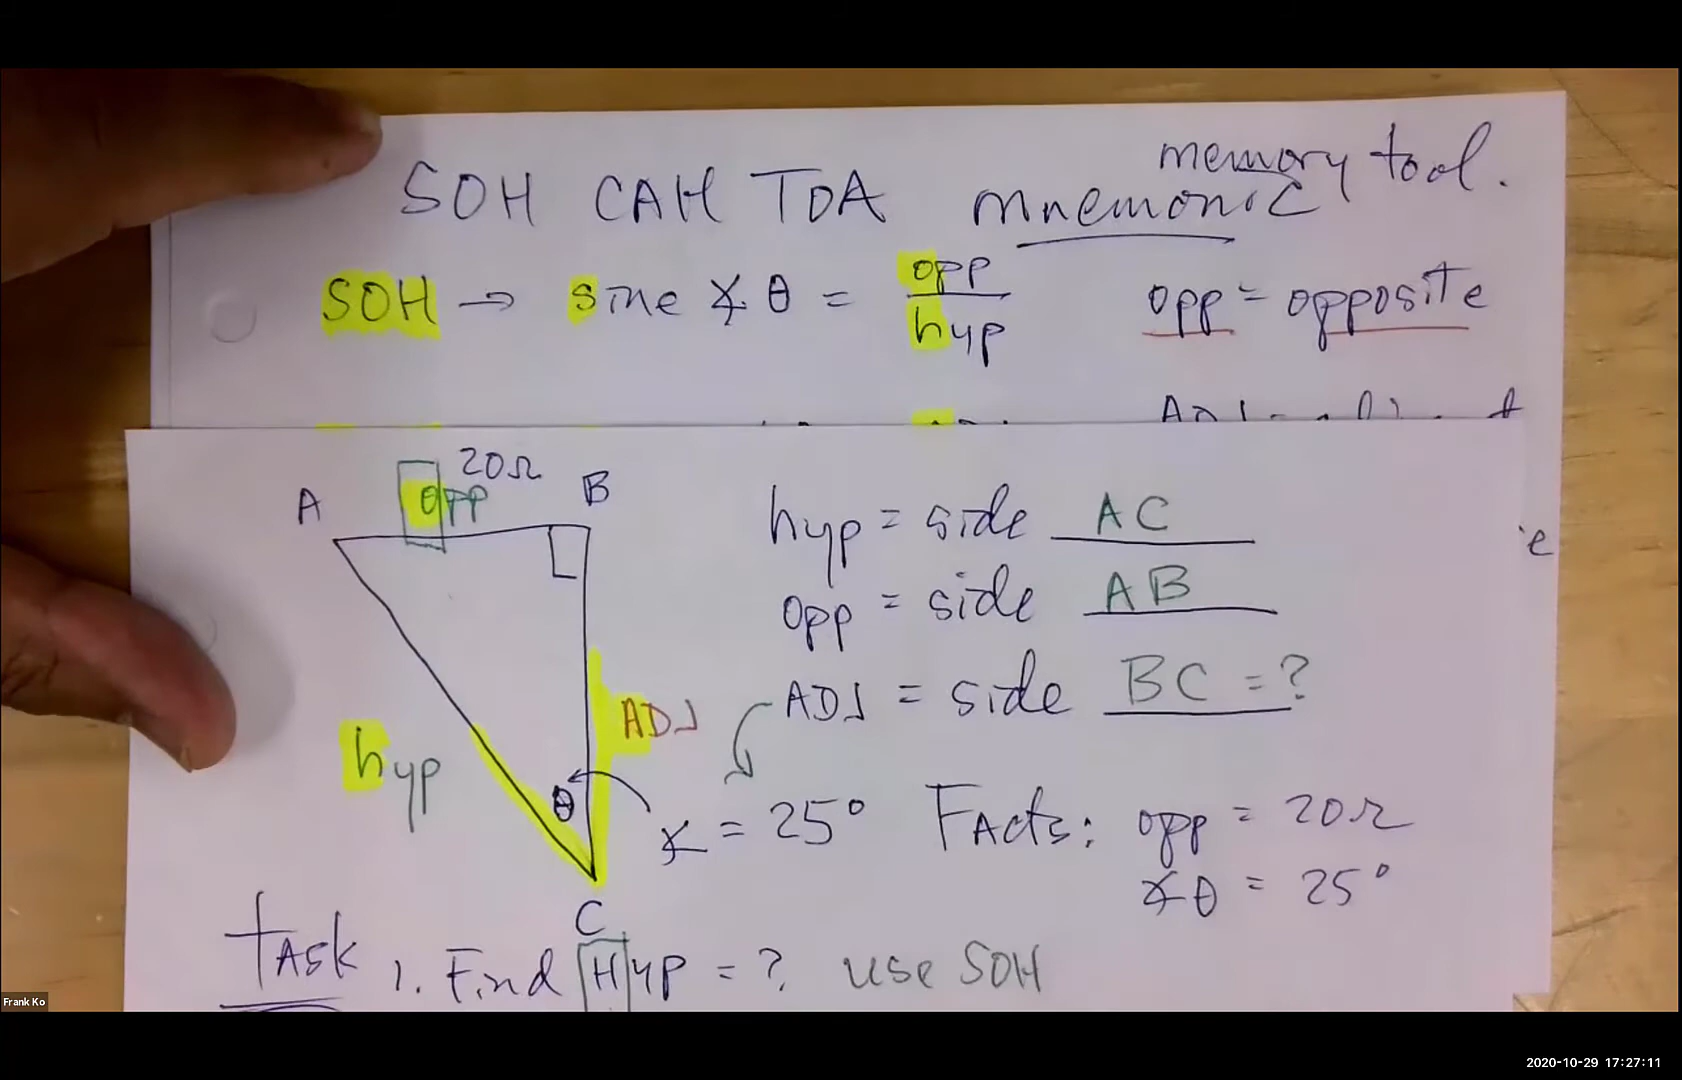 memory tool.
SOH CAH TOA mnemonic
SOH → sine ∡ θ = opp/hyp opp = opposite
20Ω
A opp B
hyp = side AC
e
opp = side AB
ADJ = side BC = ?
ADJ
hyp
θ
∡ = 25° FActs: opp = 20Ω
∡θ = 25°
C
TASK 1. Find Hyp = ? use SOH
Frank Ko
2020-10-29 17:27:11